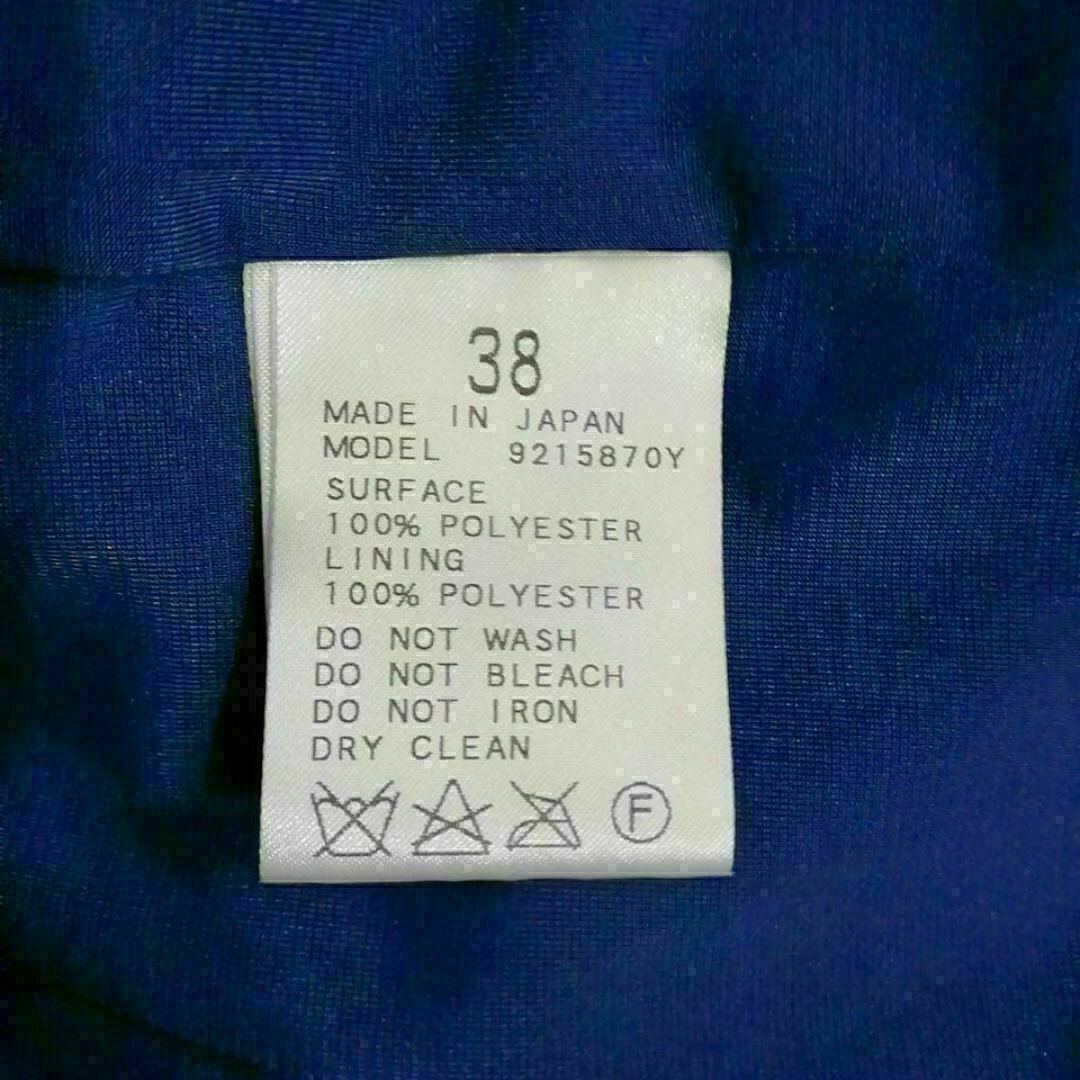 38
MADE IN JAPAN
MODEL 9215870Y
SURFACE
100% POLYESTER
LINING
100% POLYESTER
DO NOT WASH
DO NOT BLEACH
DO NOT IRON
DRY CLEAN
F